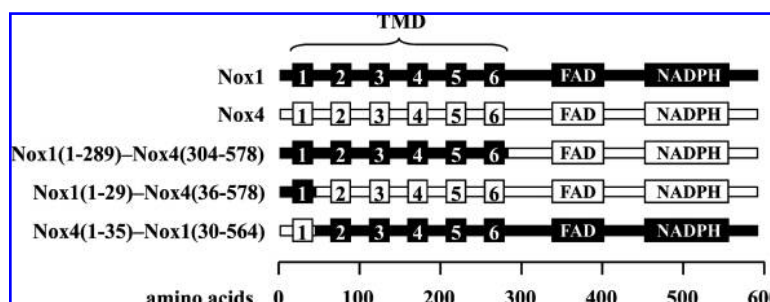 TMD
Nox1 1 2 3 4 5 6 FAD NADPH
Nox4 1 2 3 4 5 6 FAD NADPH
Nox1(1-289)–Nox4(304-578) 1 2 3 4 5 6 FAD NADPH
Nox1(1-29)–Nox4(36-578) 1 2 3 4 5 6 FAD NADPH
Nox4(1-35)–Nox1(30-564) 1 2 3 4 5 6 FAD NADPH
amino acids 0 100 200 300 400 500 600